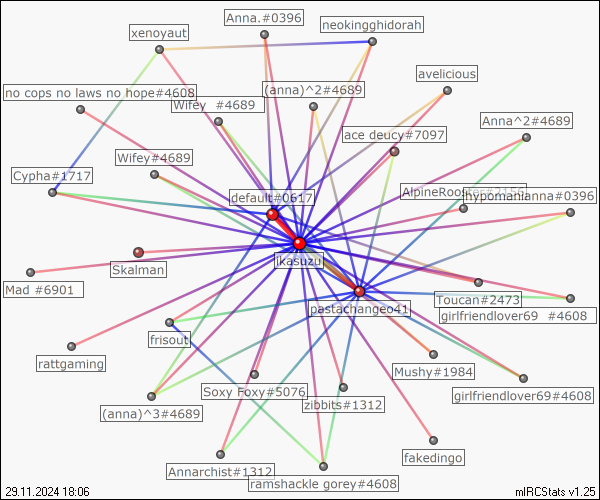 Anna.#0396
neokingghidorah
xenoyaut
avelicious
no cops no laws no hope#4608
(anna)^2#4689
Wifey  #4689
Anna^2#4689
ace deucy#7097
Wifey#4689
Cypha#1717
default#0617
hypomanianna#0396
ikasuzu
Skalman
Mad #6901
Toucan#2473
pastachangeo41
girlfriendlover69  #4608
frisout
rattgaming
Mushy#1984
Soxy Foxy#5076
girlfriendlover69#4608
zibbits#1312
(anna)^3#4689
fakedingo
Annarchist#1312
ramshackle gorey#4608
29.11.2024 18:06
mIRCStats v1.25